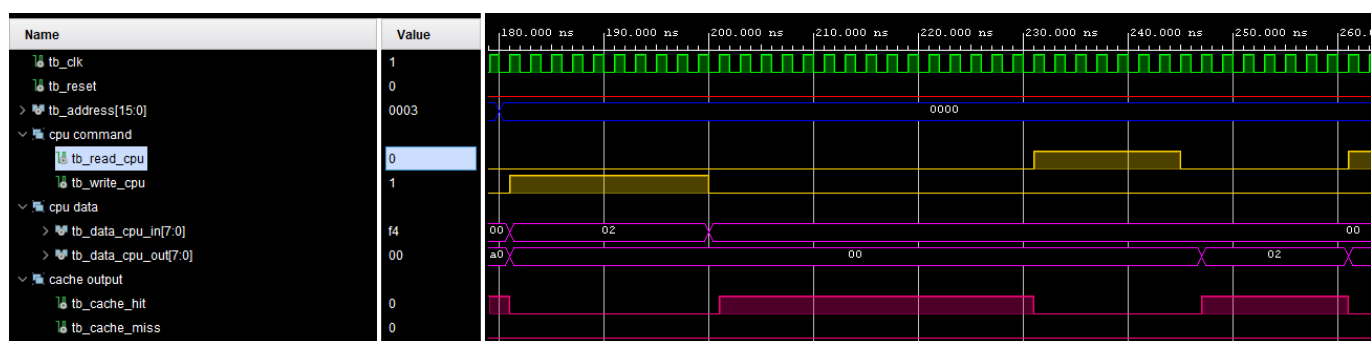 Name Value 180.000 ns 190.000 ns 200.000 ns 210.000 ns 220.000 ns 230.000 ns 240.000 ns 250.000 ns 260.
tb_clk 1
tb_reset 0
tb_address[15:0] 0003 0000
cpu command
tb_read_cpu 0
tb_write_cpu 1
cpu data
tb_data_cpu_in[7:0] f4 00 02 00
tb_data_cpu_out[7:0] 00 a0 00 02
cache output
tb_cache_hit 0
tb_cache_miss 0